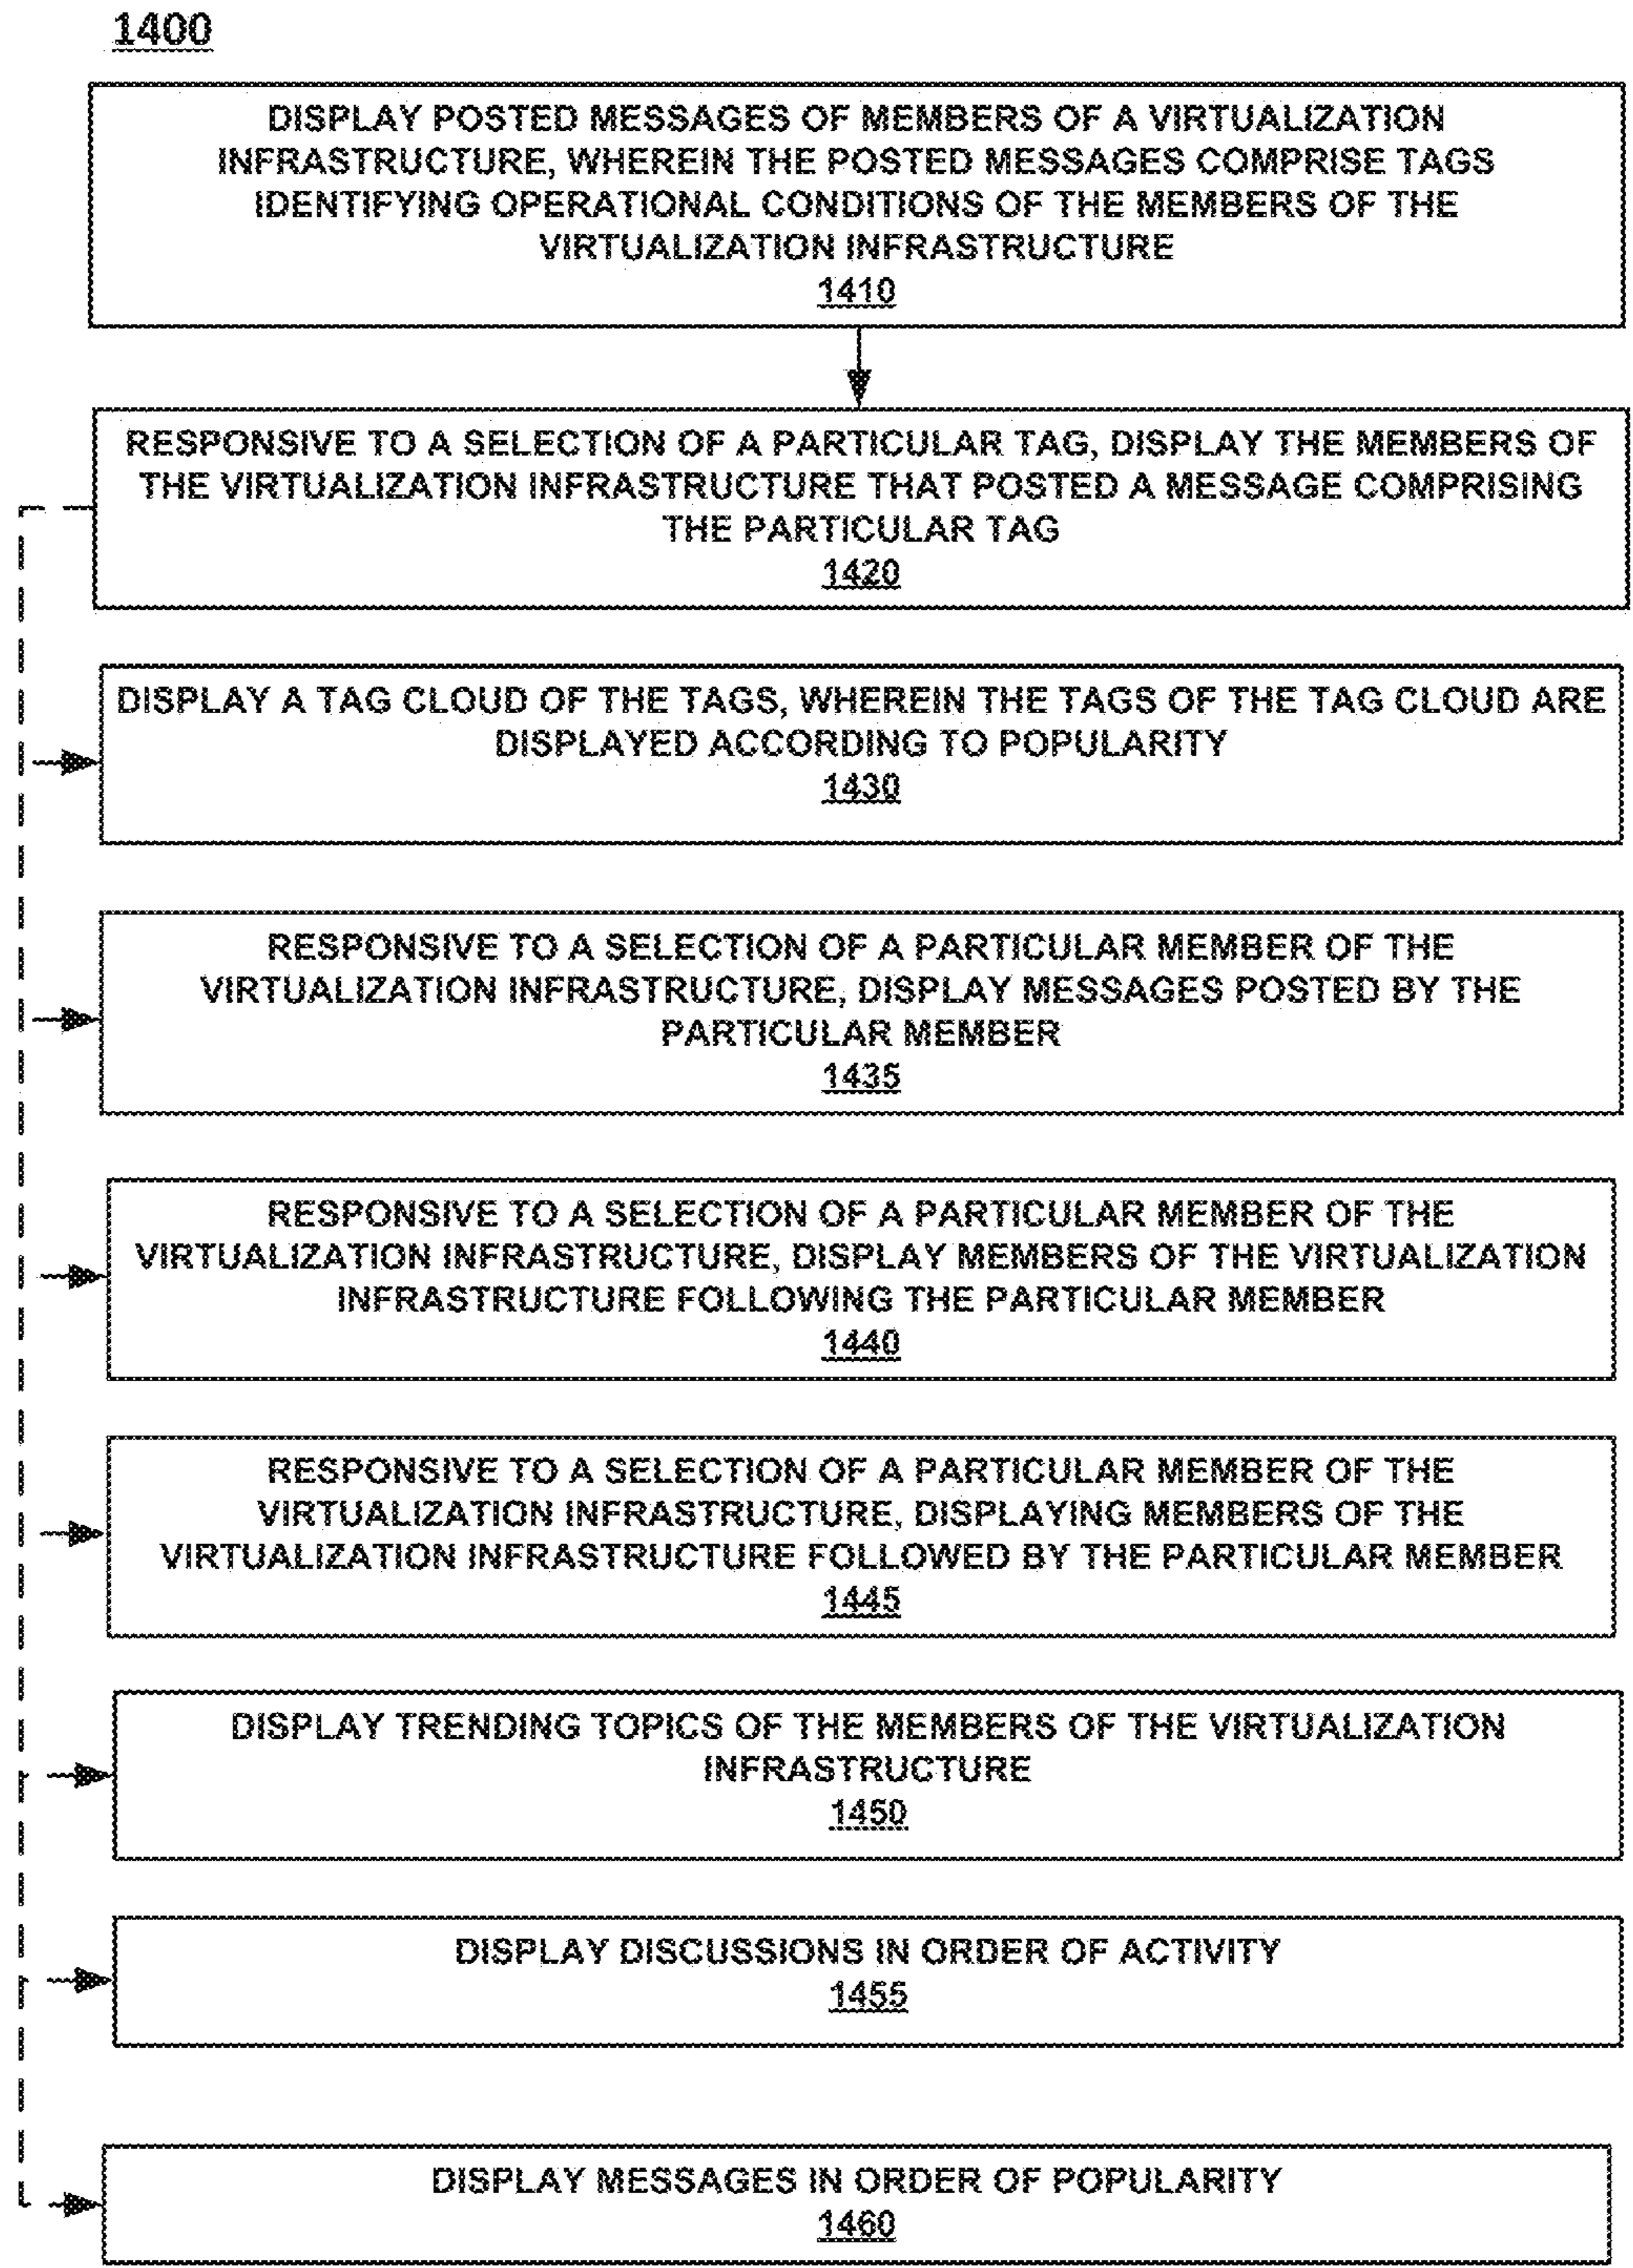 1400
DISPLAY POSTED MESSAGES OF MEMBERS OF A VIRTUALIZATION
INFRASTRUCTURE, WHEREIN THE POSTED MESSAGES COMPRISE TAGS
IDENTIFYING OPERATIONAL CONDITIONS OF THE MEMBERS OF THE
VIRTUALIZATION INFRASTRUCTURE
1410
RESPONSIVE TO A SELECTION OF A PARTICULAR TAG, DISPLAY THE MEMBERS OF
THE VIRTUALIZATION INFRASTRUCTURE THAT POSTED A MESSAGE COMPRISING
THE PARTICULAR TAG
1420
DISPLAY A TAG CLOUD OF THE TAGS, WHEREIN THE TAGS OF THE TAG CLOUD ARE
DISPLAYED ACCORDING TO POPULARITY
1430
RESPONSIVE TO A SELECTION OF A PARTICULAR MEMBER OF THE
VIRTUALIZATION INFRASTRUCTURE, DISPLAY MESSAGES POSTED BY THE
PARTICULAR MEMBER
1435
RESPONSIVE TO A SELECTION OF A PARTICULAR MEMBER OF THE
VIRTUALIZATION INFRASTRUCTURE, DISPLAY MEMBERS OF THE VIRTUALIZATION
INFRASTRUCTURE FOLLOWING THE PARTICULAR MEMBER
1440
RESPONSIVE TO A SELECTION OF A PARTICULAR MEMBER OF THE
VIRTUALIZATION INFRASTRUCTURE, DISPLAYING MEMBERS OF THE
VIRTUALIZATION INFRASTRUCTURE FOLLOWED BY THE PARTICULAR MEMBER
1445
DISPLAY TRENDING TOPICS OF THE MEMBERS OF THE VIRTUALIZATION
INFRASTRUCTURE
1450
DISPLAY DISCUSSIONS IN ORDER OF ACTIVITY
1455
DISPLAY MESSAGES IN ORDER OF POPULARITY
1460